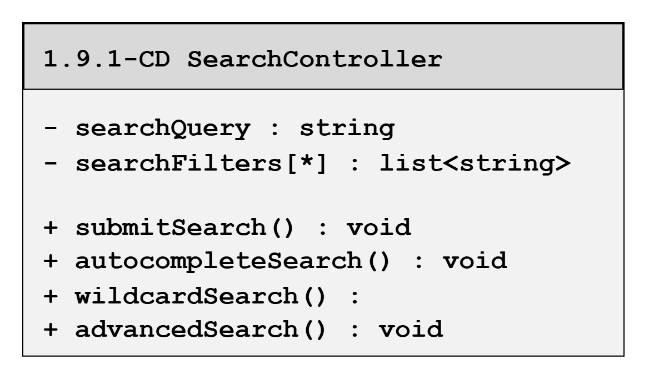 1.9.1-CD SearchController
- searchQuery : string
- searchFilters[*] : list<string>
+ submitSearch() : void
+ autocompleteSearch() : void
+ wildcardSearch() :
+ advancedSearch() : void